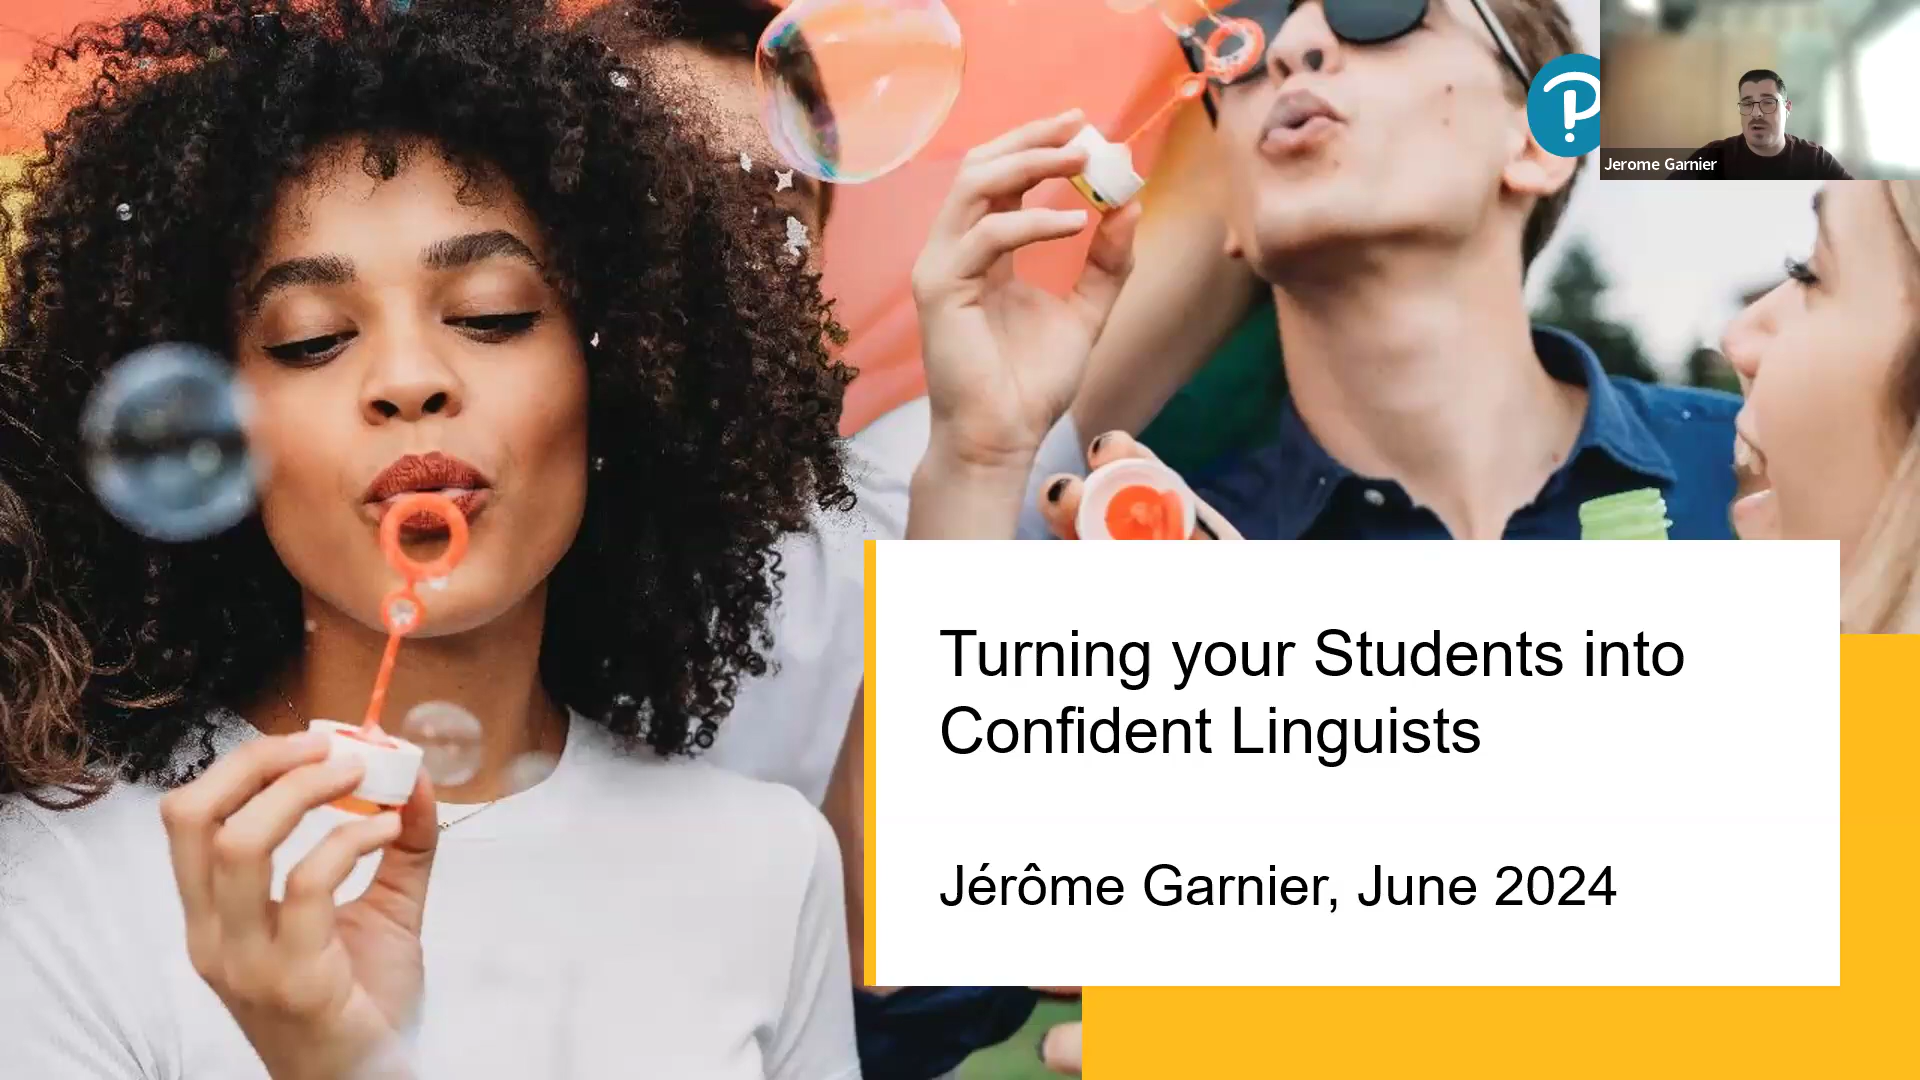 Jerome Garnier
Turning your Students into
Confident Linguists
Jérôme Garnier, June 2024